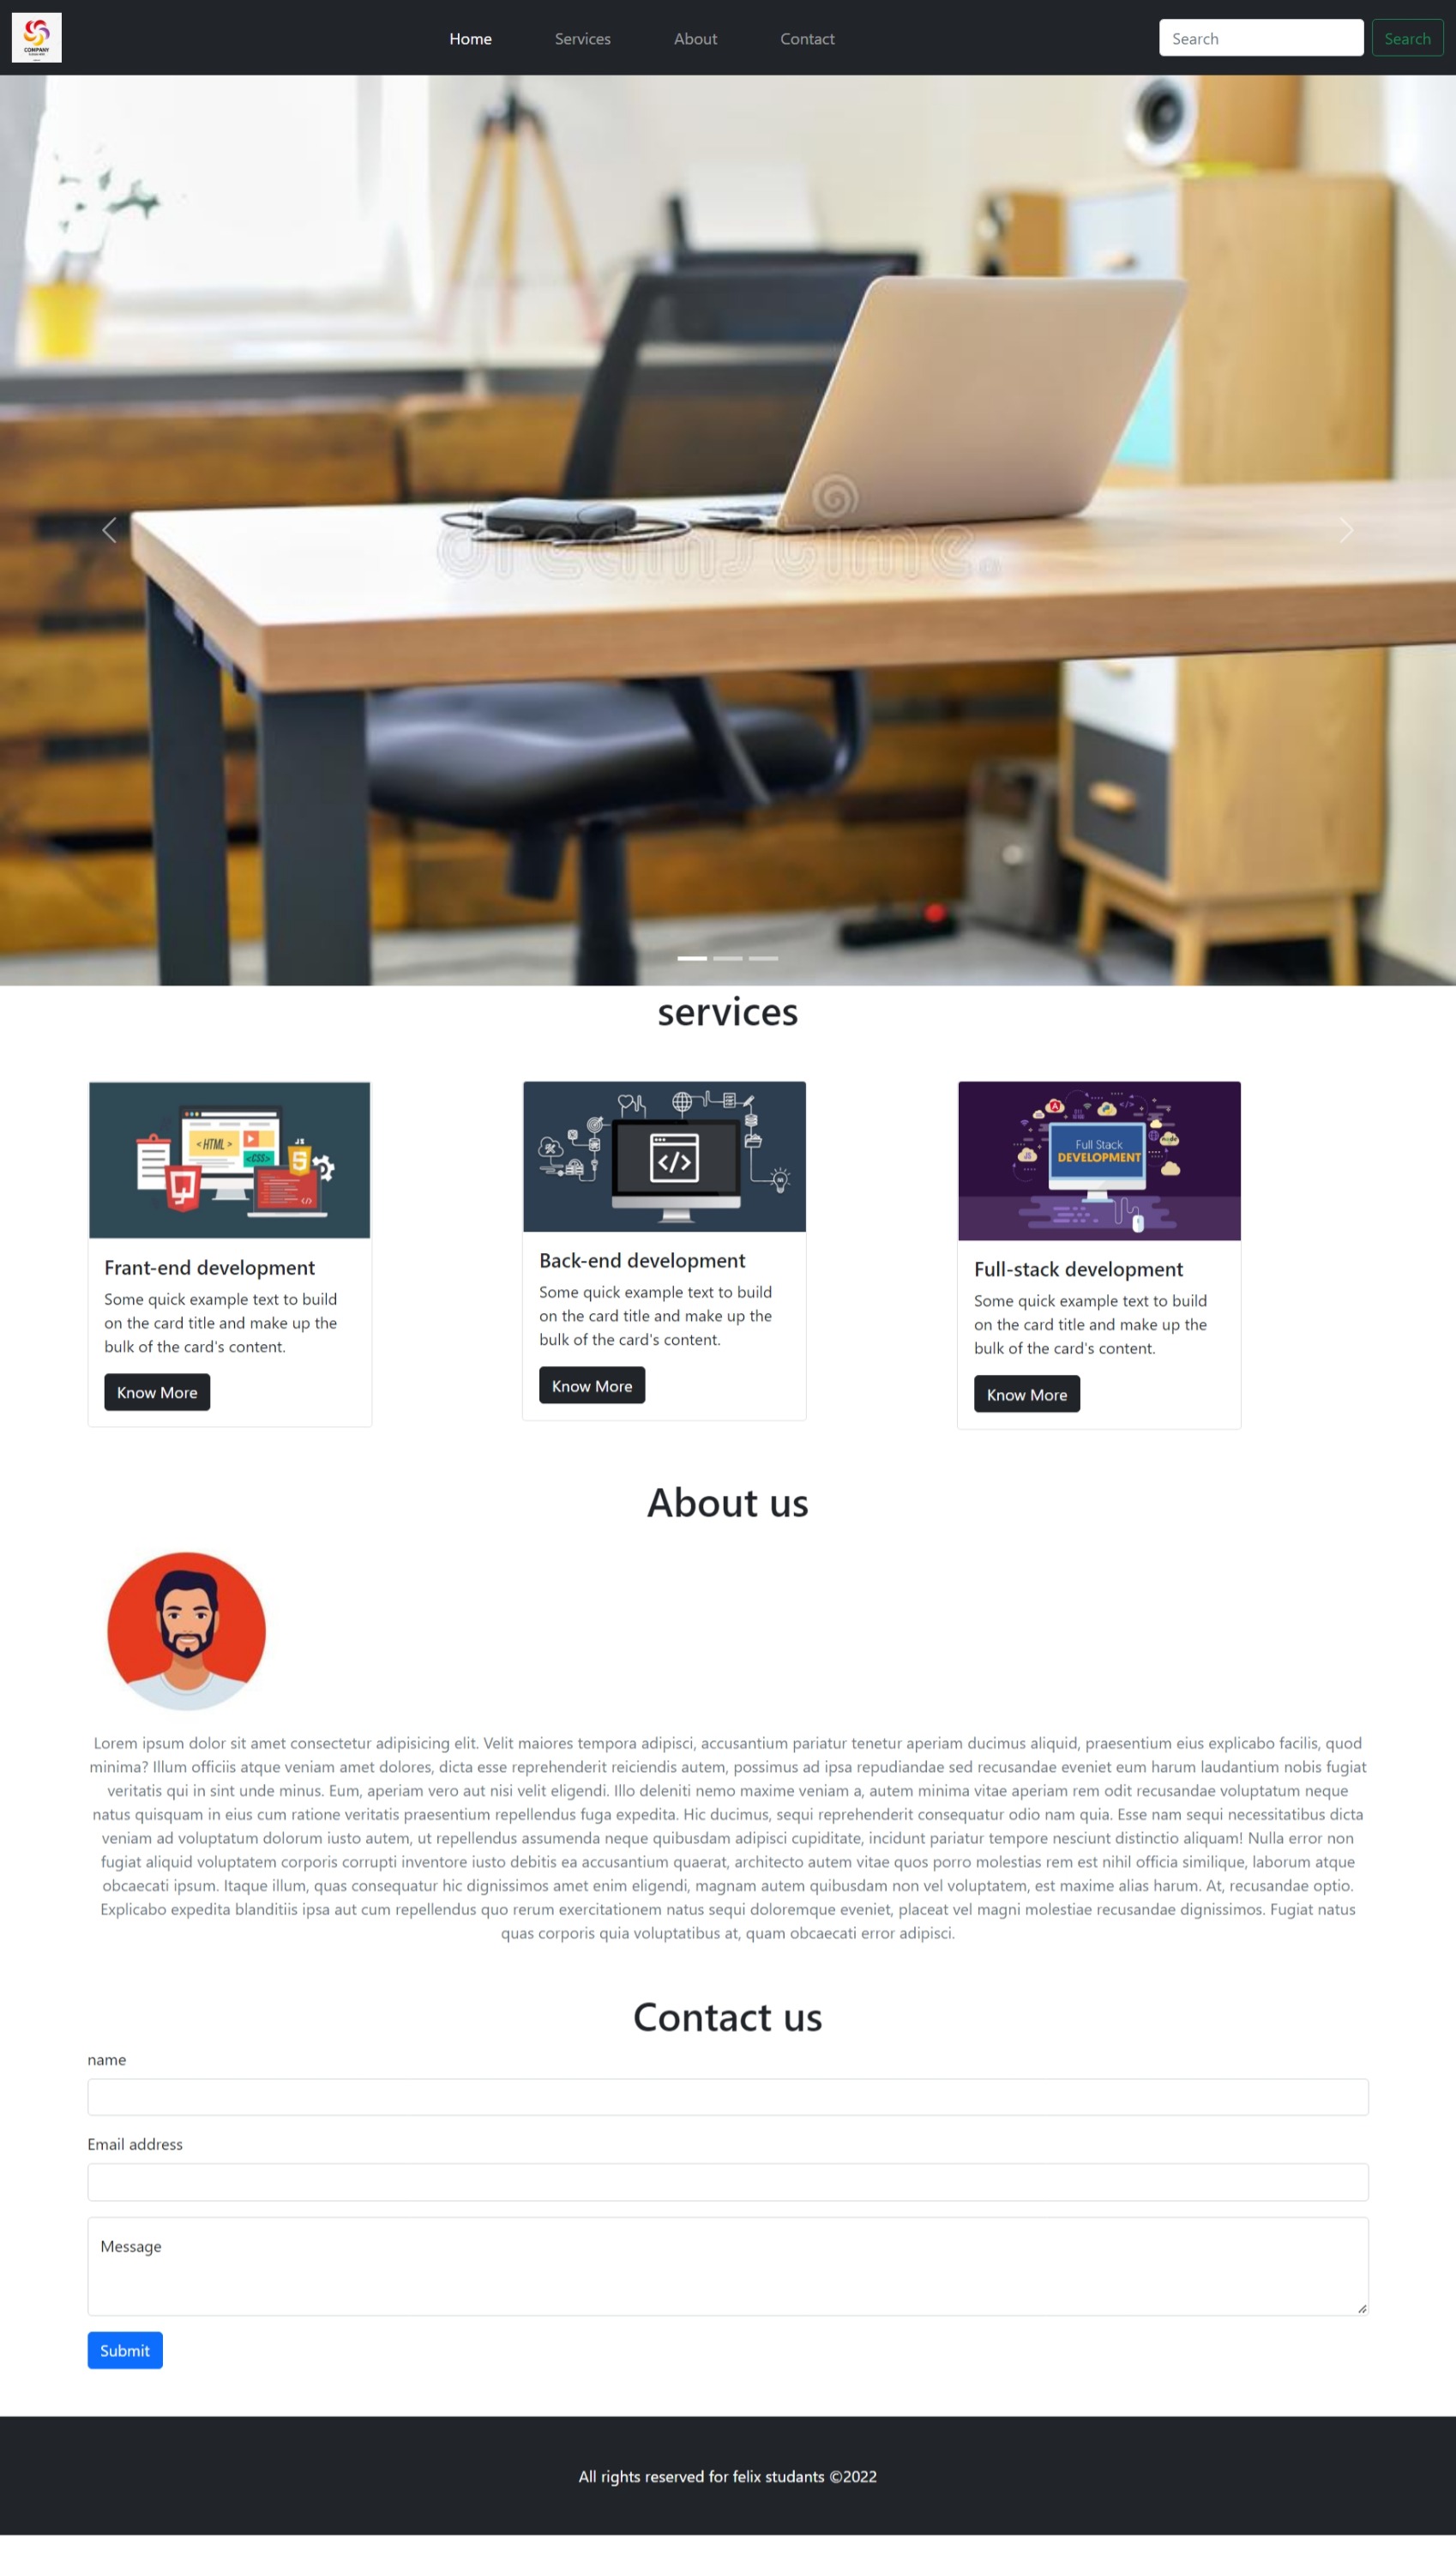 COMPANY
Home Services About Contact Search Search
dreamstime
services
< HTML >
JS
<CSS>
</>
</>
Full Stack
DEVELOPMENT
Frant-end development
Some quick example text to build
on the card title and make up the
bulk of the card's content.
Know More
Back-end development
Some quick example text to build
on the card title and make up the
bulk of the card's content.
Know More
Full-stack development
Some quick example text to build
on the card title and make up the
bulk of the card's content.
Know More
About us
Lorem ipsum dolor sit amet consectetur adipisicing elit. Velit maiores tempora adipisci, accusantium pariatur tenetur aperiam ducimus aliquid, praesentium eius explicabo facilis, quod
minima? Illum officiis atque veniam amet dolores, dicta esse reprehenderit reiciendis autem, possimus ad ipsa repudiandae sed recusandae eveniet eum harum laudantium nobis fugiat
veritatis qui in sint unde minus. Eum, aperiam vero aut nisi velit eligendi. Illo deleniti nemo maxime veniam a, autem minima vitae aperiam rem odit recusandae voluptatum neque
natus quisquam in eius cum ratione veritatis praesentium repellendus fuga expedita. Hic ducimus, sequi reprehenderit consequatur odio nam quia. Esse nam sequi necessitatibus dicta
veniam ad voluptatum dolorum iusto autem, ut repellendus assumenda neque quibusdam adipisci cupiditate, incidunt pariatur tempore nesciunt distinctio aliquam! Nulla error non
fugiat aliquid voluptatem corporis corrupti inventore iusto debitis ea accusantium quaerat, architecto autem vitae quos porro molestias rem est nihil officia similique, laborum atque
obcaecati ipsum. Itaque illum, quas consequatur hic dignissimos amet enim eligendi, magnam autem quibusdam non vel voluptatem, est maxime alias harum. At, recusandae optio.
Explicabo expedita blanditiis ipsa aut cum repellendus quo rerum exercitationem natus sequi doloremque eveniet, placeat vel magni molestiae recusandae dignissimos. Fugiat natus
quas corporis quia voluptatibus at, quam obcaecati error adipisci.
Contact us
name
Email address
Message
Submit
All rights reserved for felix studants ©2022